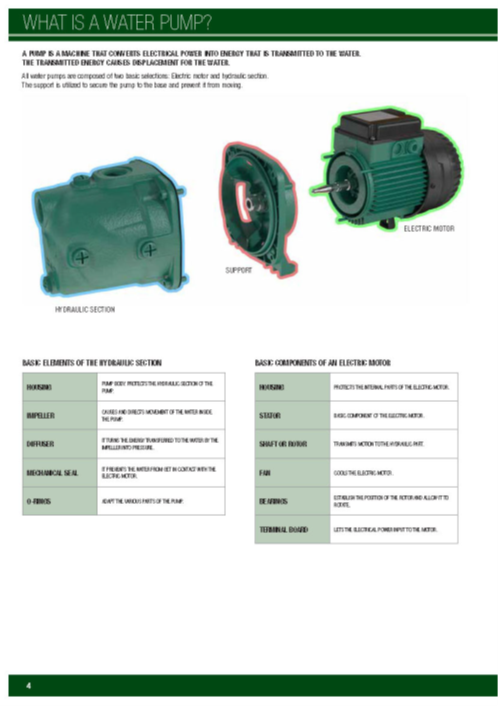 WHAT IS A WATER PUMP?
A PUMP IS A MACHINE THAT CONVERTS ELECTRICAL POWER INTO ENERGY THAT IS TRANSMITTED TO THE WATER.
THE TRANSMITTED ENERGY CAUSES DISPLACEMENT FOR THE WATER.
All water pumps are composed of two basic selections: Electric motor and hydraulic section.
The support is utilized to secure the pump to the base and prevent it from moving.
ELECTRIC MOTOR
SUPPORT
HYDRAULIC SECTION
BASIC ELEMENTS OF THE HYDRAULIC SECTION
HOUSING
PUMP BODY PROTECTS THE HYDRAULIC SECTION OF THE
PUMP.
IMPELLER
CAUSES AND DIRECTS MOVEMENT OF THE WATER INSIDE
THE PUMP.
DIFFUSER
IT TURNS THE ENERGY TRANSFERRED TO THE WATER BY THE
IMPELLER INTO PRESSURE.
MECHANICAL SEAL
IT PREVENTS THE WATER FROM GET IN CONTACT WITH THE
ELECTRIC MOTOR.
O-RINGS
ADAPT THE VARIOUS PARTS OF THE PUMP.
BASIC COMPONENTS OF AN ELECTRIC MOTOR
HOUSING
PROTECTS THE INTERNAL PARTS OF THE ELECTRIC MOTOR.
STATOR
BASIC COMPONENT OF THE ELECTRIC MOTOR.
SHAFT OR ROTOR
TRANSMITS MOTION TO THE HYDRAULIC PART.
FAN
COOLS THE ELECTRIC MOTOR.
BEARINGS
ESTABLISH THE POSITION OF THE ROTOR AND ALLOW IT TO
ROTATE.
TERMINAL BOARD
LETS THE ELECTRICAL POWER INPUT TO THE MOTOR.
4